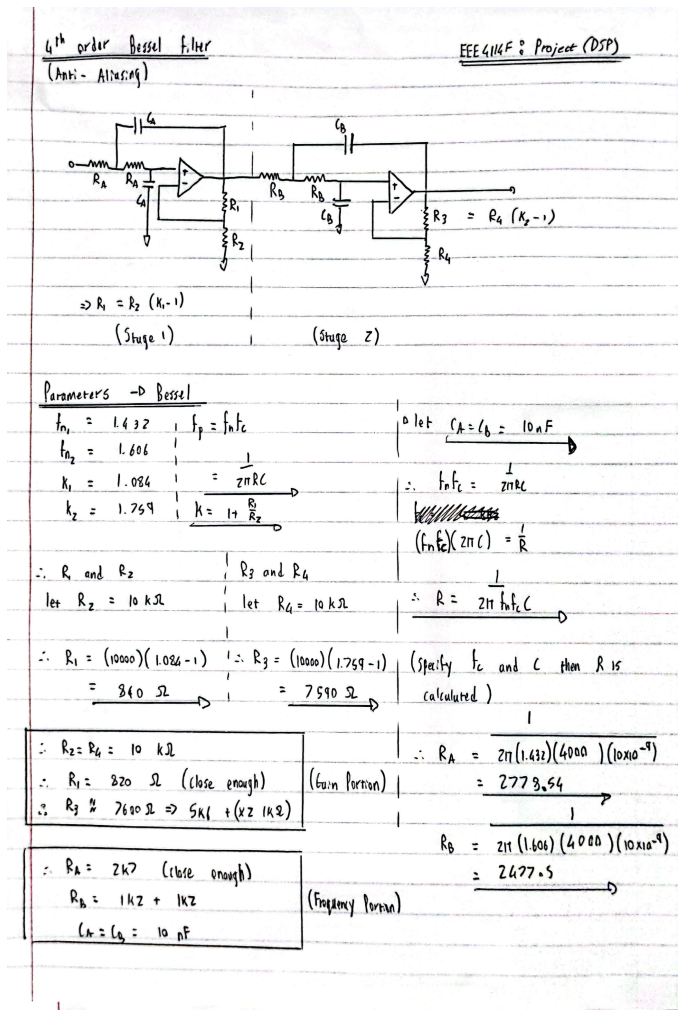 4th order Bessel filter
EEE4114F : Project (DSP)
(Anti-Aliasing)
CA
CB
RA RA
CA
R1
R2
RB RB
CB
R3 = R4 (K2-1)
R4
=> R1 = R2 (K1-1)
(Stage 1)
(Stage 2)
Parameters -> Bessel
fn1 = 1.432
fn2 = 1.606
K1 = 1.084
K2 = 1.759
fp = fnfc
= 1/2πRC
K = 1+ R1/R2
∴ R1 and R2
let R2 = 10 kΩ
∴ R1 = (10000)(1.084-1)
= 840 Ω
R3 and R4
let R4 = 10 kΩ
∴ R3 = (10000)(1.759-1)
= 7590 Ω
let CA = CB = 10nF
∴ fnfc = 1/2πRC
(fnfc)(2πC) = 1/R
∴ R = 1/2π fnfcC
(Specify fc and C then R is
calculated)
∴ RA = 1/2π(1.432)(4000)(10x10^-9)
= 2778.54
RB = 1/2π(1.606)(4000)(10x10^-9)
= 2477.5
∴ R2 = R4 = 10 kΩ
∴ R1 = 820 Ω (close enough)
∴ R3 ≈ 7600 Ω => 5k6 + (x2 1kΩ)
(Gain Portion)
∴ RA = 2k7 (close enough)
RB = 1k2 + 1k2
CA = CB = 10 nF
(Frequency Portion)